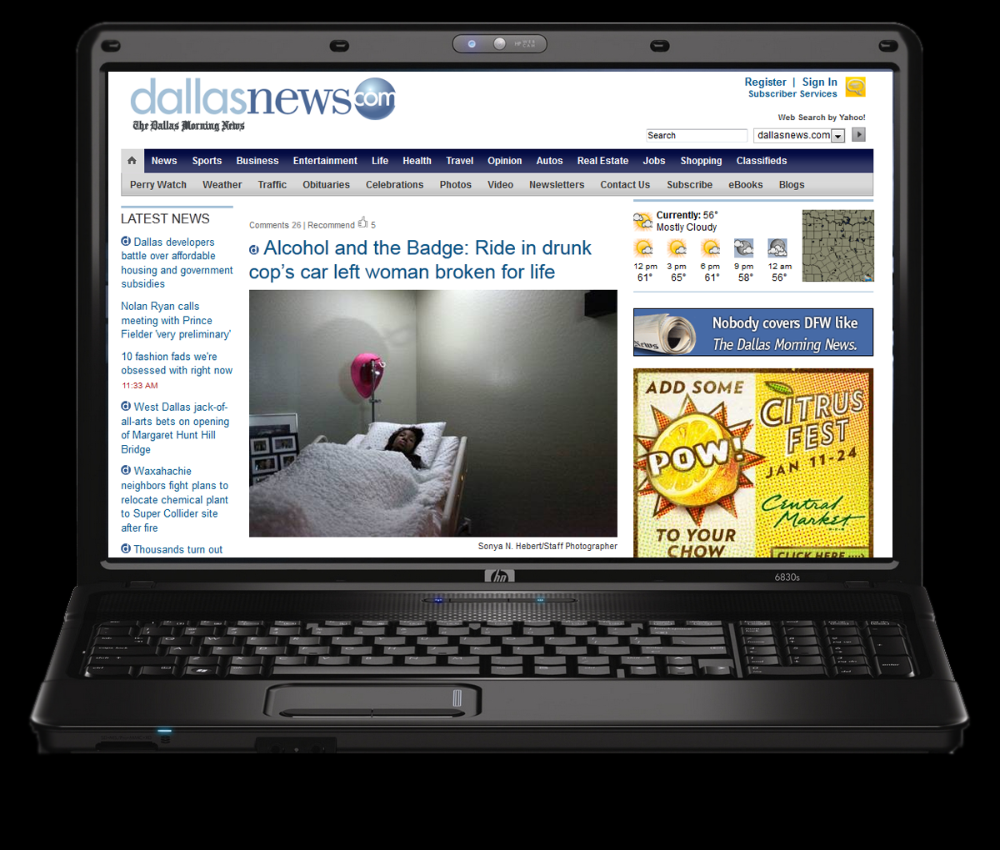 HP WEB CAM
dallasnews.com
The Dallas Morning News
Register | Sign In
Subscriber Services
Web Search by Yahoo!
Search
dallasnews.com
News Sports Business Entertainment Life Health Travel Opinion Autos Real Estate Jobs Shopping Classifieds
Perry Watch Weather Traffic Obituaries Celebrations Photos Video Newsletters Contact Us Subscribe eBooks Blogs
LATEST NEWS
Dallas developers
battle over affordable
housing and government
subsidies
Nolan Ryan calls
meeting with Prince
Fielder 'very preliminary'
10 fashion fads we're
obsessed with right now
11:33 AM
West Dallas jack-of-
all-arts bets on opening
of Margaret Hunt Hill
Bridge
Waxahachie
neighbors fight plans to
relocate chemical plant
to Super Collider site
after fire
Thousands turn out
Comments 26 | Recommend 5
Alcohol and the Badge: Ride in drunk
cop's car left woman broken for life
Sonya N. Hebert/Staff Photographer
Currently: 56°
Mostly Cloudy
12 pm 3 pm 6 pm 9 pm 12 am
61° 65° 61° 58° 56°
News
Nobody covers DFW like
The Dallas Morning News.
ADD SOME
POW!
TO YOUR
CHOW
CITRUS
FEST
JAN 11-24
Central
Market
CLICK HERE
hp
6830s